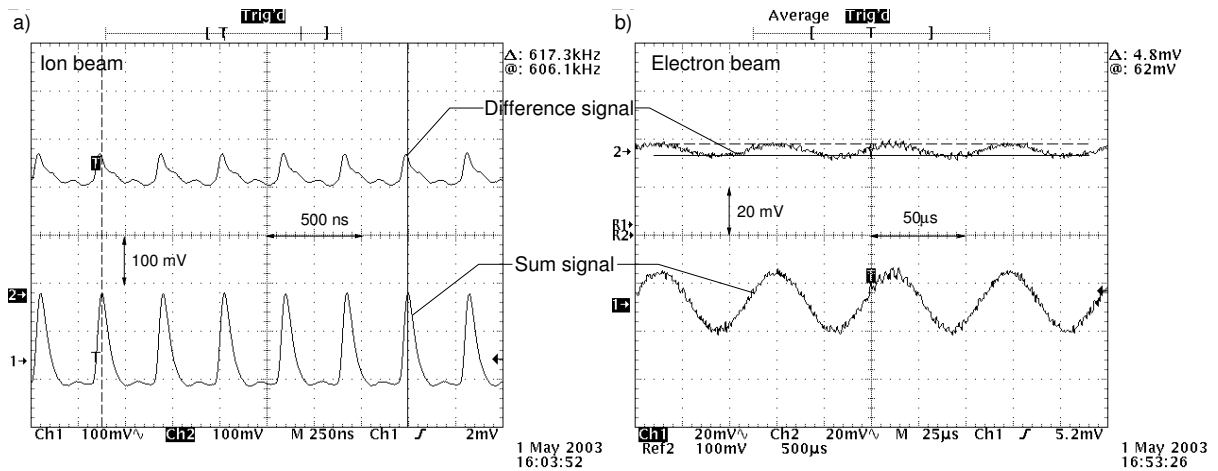 a)
Trig'd
[ T ]
Ion beam
Δ: 617.3kHz
@: 606.1kHz
T
500 ns
100 mV
2→
1→
T
Ch1 100mV∿ Ch2 100mV M 250ns Ch1 ʃ 2mV
1 May 2003
16:03:52
Difference signal
Sum signal
b)
Average Trig'd
[ T ]
Electron beam
Δ: 4.8mV
@: 62mV
2→
20 mV
50µs
R1→
R2→
T
1→
Ch1 20mV∿ Ch2 20mV∿ M 25µs Ch1 ʃ 5.2mV
Ref2 100mV 500µs
1 May 2003
16:53:26